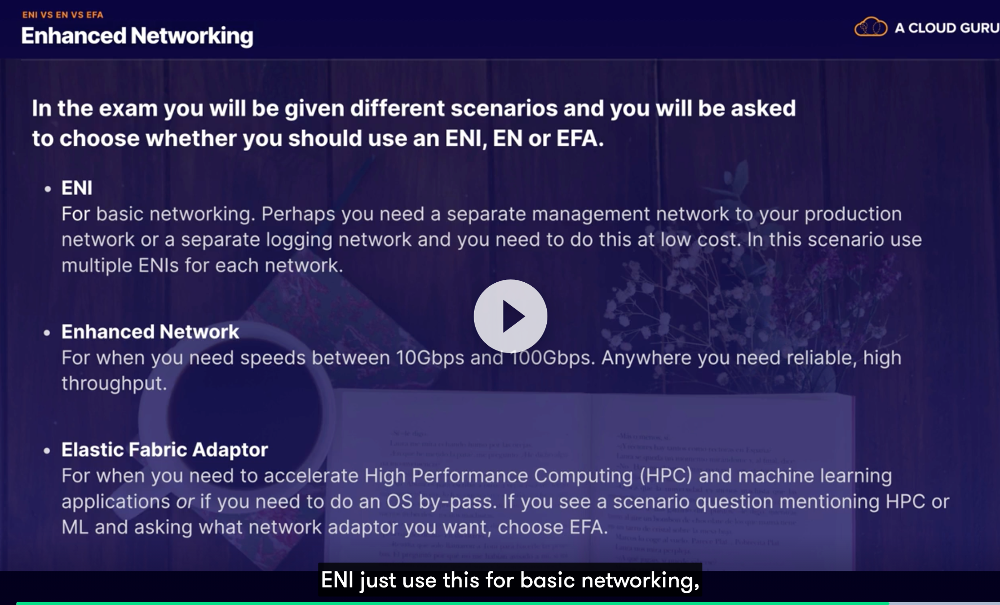 ENI VS EN VS EFA
Enhanced Networking
A CLOUD GURU
In the exam you will be given different scenarios and you will be asked
to choose whether you should use an ENI, EN or EFA.
• ENI
For basic networking. Perhaps you need a separate management network to your production
network or a separate logging network and you need to do this at low cost. In this scenario use
multiple ENIs for each network.
• Enhanced Network
For when you need speeds between 10Gbps and 100Gbps. Anywhere you need reliable, high
throughput.
• Elastic Fabric Adaptor
For when you need to accelerate High Performance Computing (HPC) and machine learning
applications or if you need to do an OS by-pass. If you see a scenario question mentioning HPC or
ML and asking what network adaptor you want, choose EFA.
ENI just use this for basic networking,